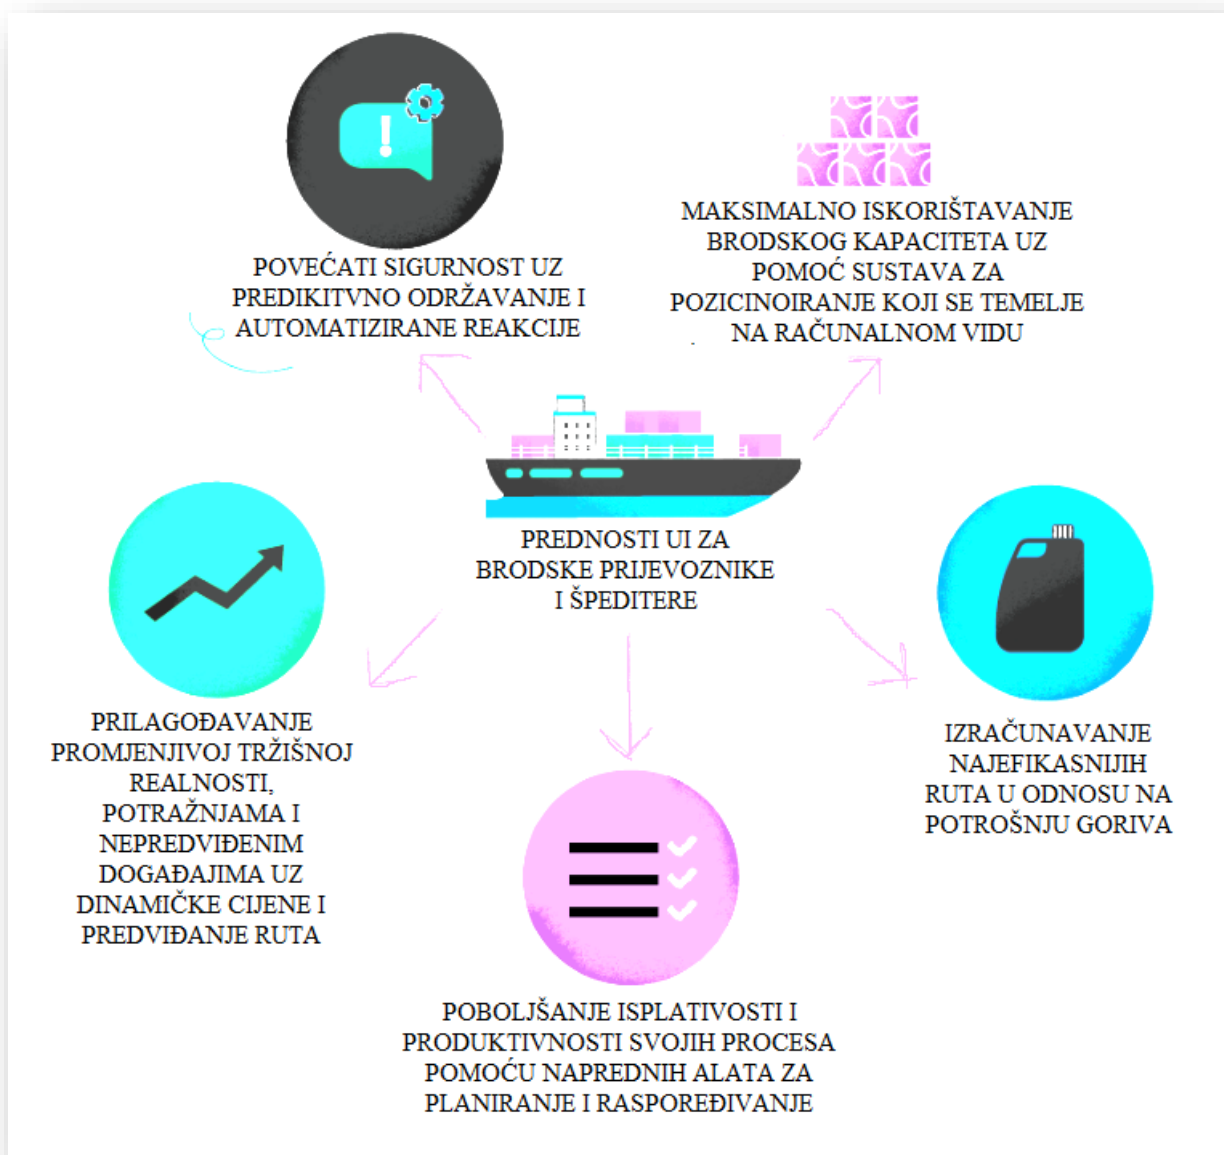 POVEĆATI SIGURNOST UZ
PREDIKITVNO ODRŽAVANJE I
AUTOMATIZIRANE REAKCIJE
MAKSIMALNO ISKORIŠTAVANJE
BRODSKOG KAPACITETA UZ
POMOĆ SUSTAVA ZA
POZICINOIRANJE KOJI SE TEMELJE
NA RAČUNALNOM VIDU
PREDNOSTI UI ZA
BRODSKE PRIJEVOZNIKE
I ŠPEDITERE
PRILAGOĐAVANJE
PROMJENJIVOJ TRŽIŠNOJ
REALNOSTI,
POTRAŽNJAMA I
NEPREDVIĐENIM
DOGAĐAJIMA UZ
DINAMIČKE CIJENE I
PREDVIĐANJE RUTA
IZRAČUNAVANJE
NAJEFIKASNIJIH
RUTA U ODNOSU NA
POTROŠNJU GORIVA
POBOLJŠANJE ISPLATIVOSTI I
PRODUKTIVNOSTI SVOJIH PROCESA
POMOĆU NAPREDNIH ALATA ZA
PLANIRANJE I RASPOREĐIVANJE